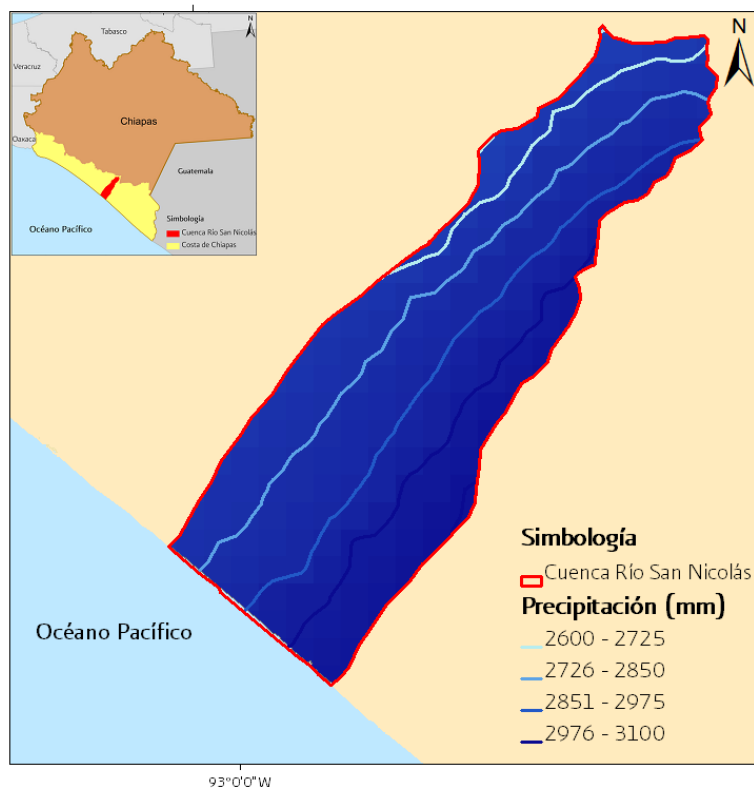 Tabasco
N
Veracruz
Chiapas
Oaxaca
Guatemala
Océano Pacífico
Simbología
Cuenca Río San Nicolás
Costa de Chiapas
N
Océano Pacífico
Simbología
Cuenca Río San Nicolás
Precipitación (mm)
2600 - 2725
2726 - 2850
2851 - 2975
2976 - 3100
93°0'0"W